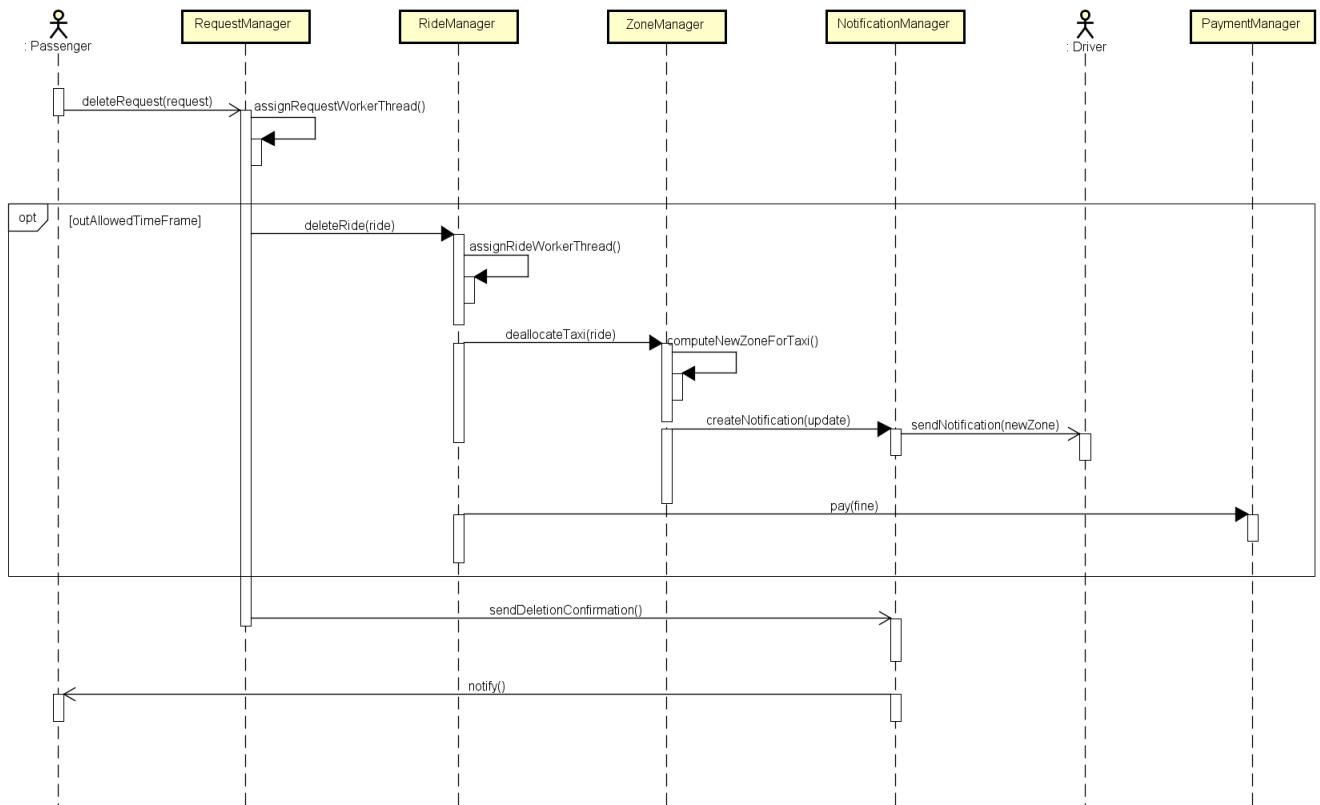 RequestManager
RideManager
ZoneManager
NotificationManager
PaymentManager
: Passenger
: Driver
deleteRequest(request)
assignRequestWorkerThread()
opt
[outAllowedTimeFrame]
deleteRide(ride)
assignRideWorkerThread()
deallocateTaxi(ride)
computeNewZoneForTaxi()
createNotification(update)
sendNotification(newZone)
pay(fine)
sendDeletionConfirmation()
notify()